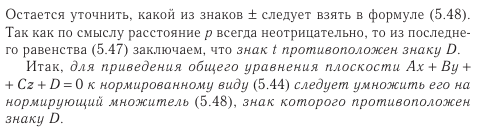 Остается уточнить, какой из знаков ± следует взять в формуле (5.48).
Так как по смыслу расстояние p всегда неотрицательно, то из последне-
го равенства (5.47) заключаем, что знак t противоположен знаку D.
Итак, для приведения общего уравнения плоскости Ax + By +
+ Cz + D = 0 к нормированному виду (5.44) следует умножить его на
нормирующий множитель (5.48), знак которого противоположен
знаку D.